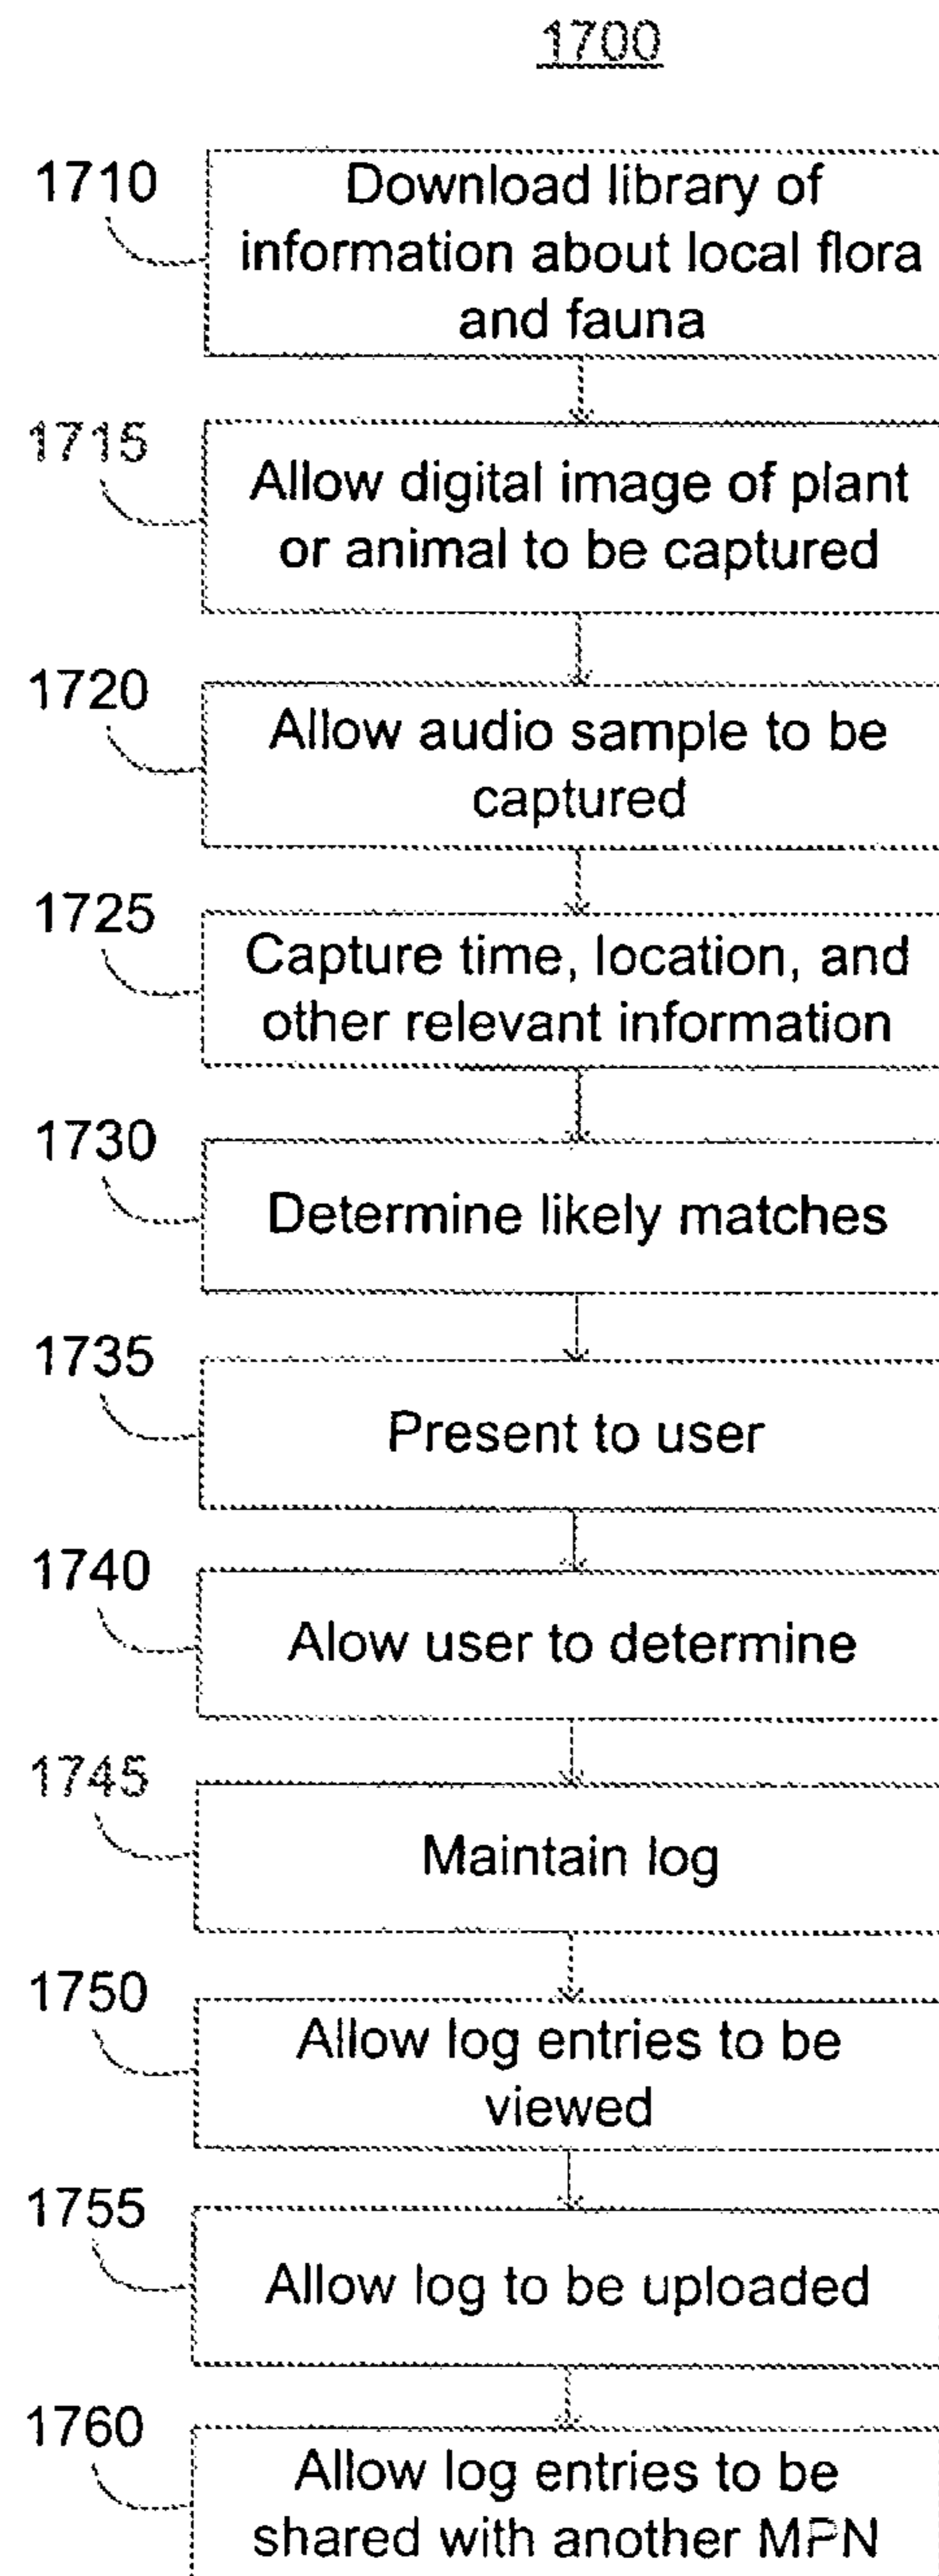 1700
1710
Download library of
information about local flora
and fauna
1715
Allow digital image of plant
or animal to be captured
1720
Allow audio sample to be
captured
1725
Capture time, location, and
other relevant information
1730
Determine likely matches
1735
Present to user
1740
Alow user to determine
1745
Maintain log
1750
Allow log entries to be
viewed
1755
Allow log to be uploaded
1760
Allow log entries to be
shared with another MPN